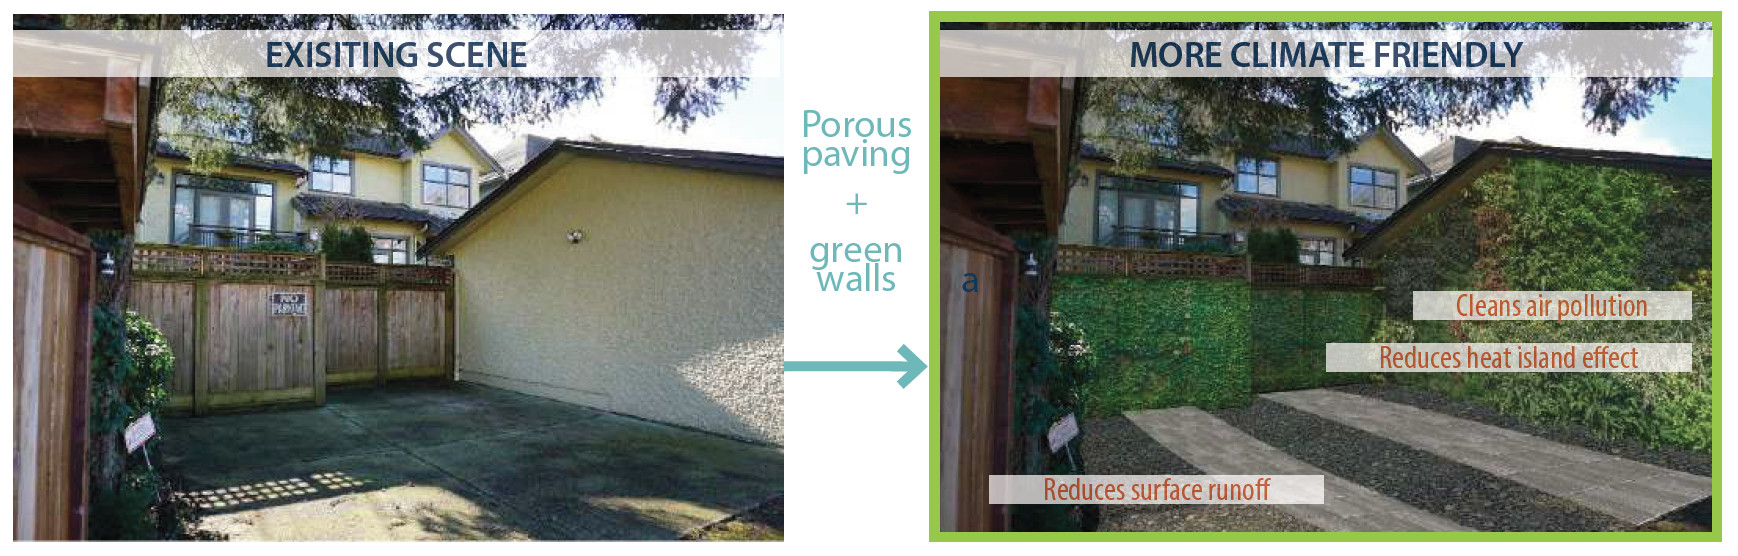 EXISITING SCENE
NO
PARKING
Porous
paving
+
green
walls
MORE CLIMATE FRIENDLY
a
Cleans air pollution
Reduces heat island effect
Reduces surface runoff